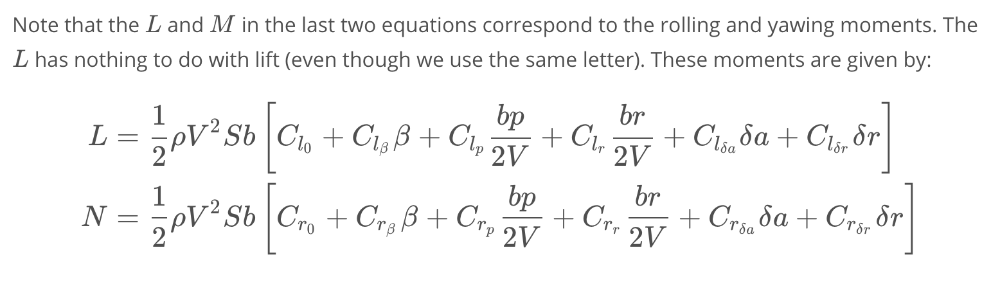 Note that the L and M in the last two equations correspond to the rolling and yawing moments. The
L has nothing to do with lift (even though we use the same letter). These moments are given by:
$L = \frac{1}{2}\rho V^2 Sb \left[ C_{l_0} + C_{l_\beta}\beta + C_{l_p}\frac{bp}{2V} + C_{l_r}\frac{br}{2V} + C_{l_{\delta a}}\delta a + C_{l_{\delta r}}\delta r \right]$
$N = \frac{1}{2}\rho V^2 Sb \left[ C_{r_0} + C_{r_\beta}\beta + C_{r_p}\frac{bp}{2V} + C_{r_r}\frac{br}{2V} + C_{r_{\delta a}}\delta a + C_{r_{\delta r}}\delta r \right]$